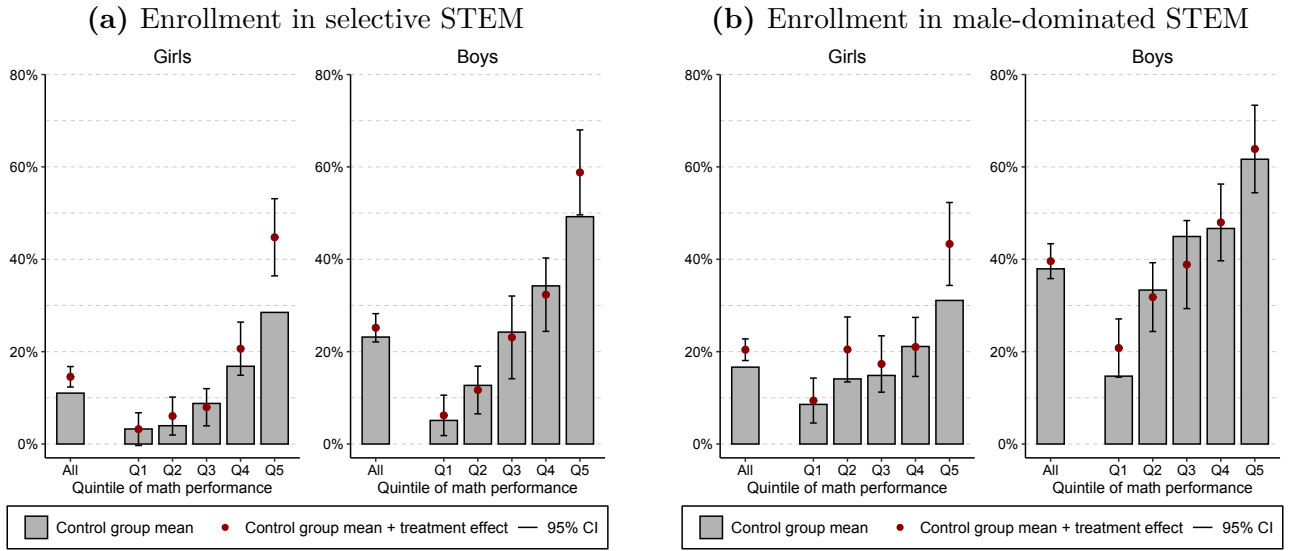 (a) Enrollment in selective STEM
Girls
Boys
80%
60%
40%
20%
0%
All Q1 Q2 Q3 Q4 Q5
Quintile of math performance
80%
60%
40%
20%
0%
All Q1 Q2 Q3 Q4 Q5
Quintile of math performance
Control group mean Control group mean + treatment effect 95% CI
(b) Enrollment in male-dominated STEM
Girls
Boys
80%
60%
40%
20%
0%
All Q1 Q2 Q3 Q4 Q5
Quintile of math performance
80%
60%
40%
20%
0%
All Q1 Q2 Q3 Q4 Q5
Quintile of math performance
Control group mean Control group mean + treatment effect 95% CI